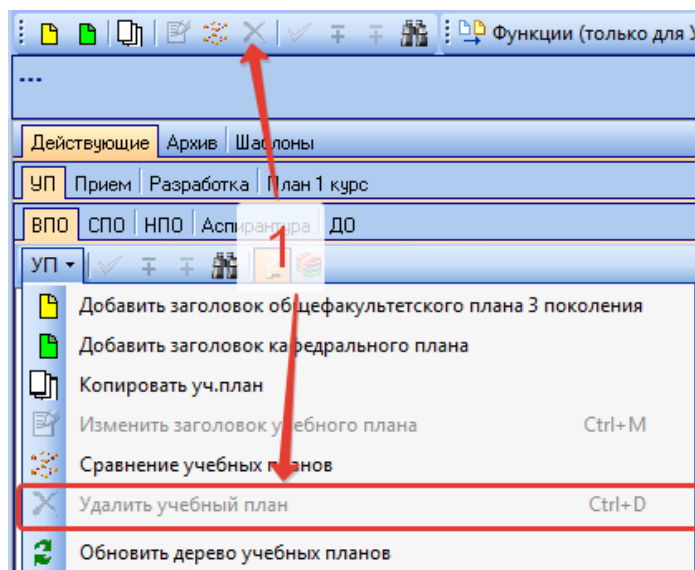 Функции (только для У
...
Действующие Архив Шаблоны
УП Прием Разработка План 1 курс
ВПО СПО НПО Аспирантура ДО
1
УП
Добавить заголовок общефакультетского плана 3 поколения
Добавить заголовок кафедрального плана
Копировать уч.план
Изменить заголовок учебного плана Ctrl+M
Сравнение учебных планов
Удалить учебный план Ctrl+D
Обновить дерево учебных планов